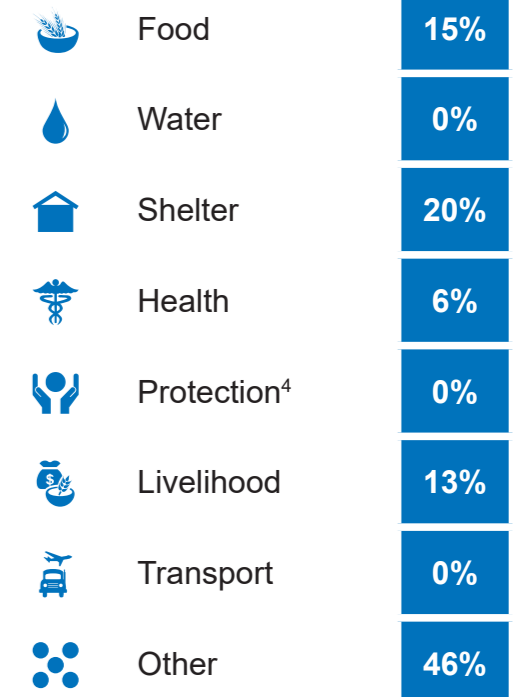 Food 15%
Water 0%
Shelter 20%
Health 6%
Protection⁴ 0%
$ Livelihood 13%
Transport 0%
Other 46%